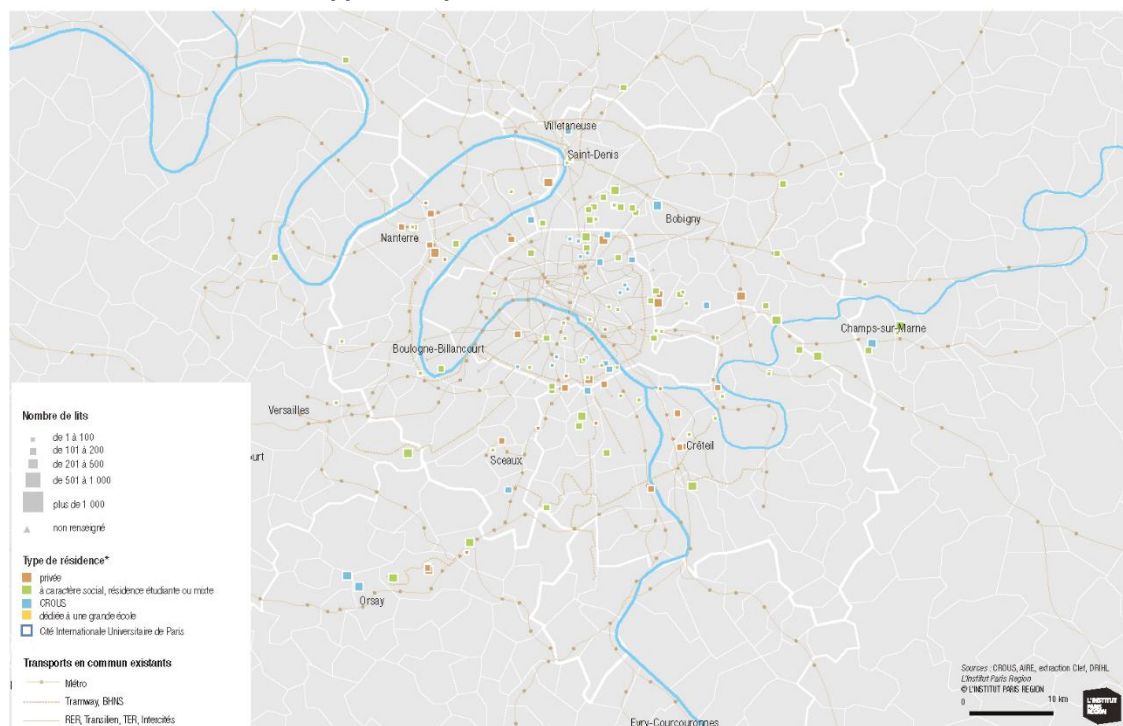 Villetaneuse
Saint-Denis
Bobigny
Nanterre
Champs-sur-Marne
Boulogne-Billancourt
Versailles
Créteil
Sceaux
Orsay
Evry-Courcouronnes
Nombre de lits
de 1 à 100
de 101 à 200
de 201 à 500
de 501 à 1 000
plus de 1 000
non renseigné
Type de résidence*
privée
à caractère social, résidence étudiante ou mixte
CROUS
dédiée à une grande école
Cité Internationale Universitaire de Paris
Transports en commun existants
Métro
Tramway, BHNS
RER, Transilien, TER, Intercités
Sources : CROUS, AIRE, extraction Clef, DRIHL
L'Institut Paris Region
© L'INSTITUT PARIS REGION
0 10 km
L'INSTITUT
PARIS
REGION